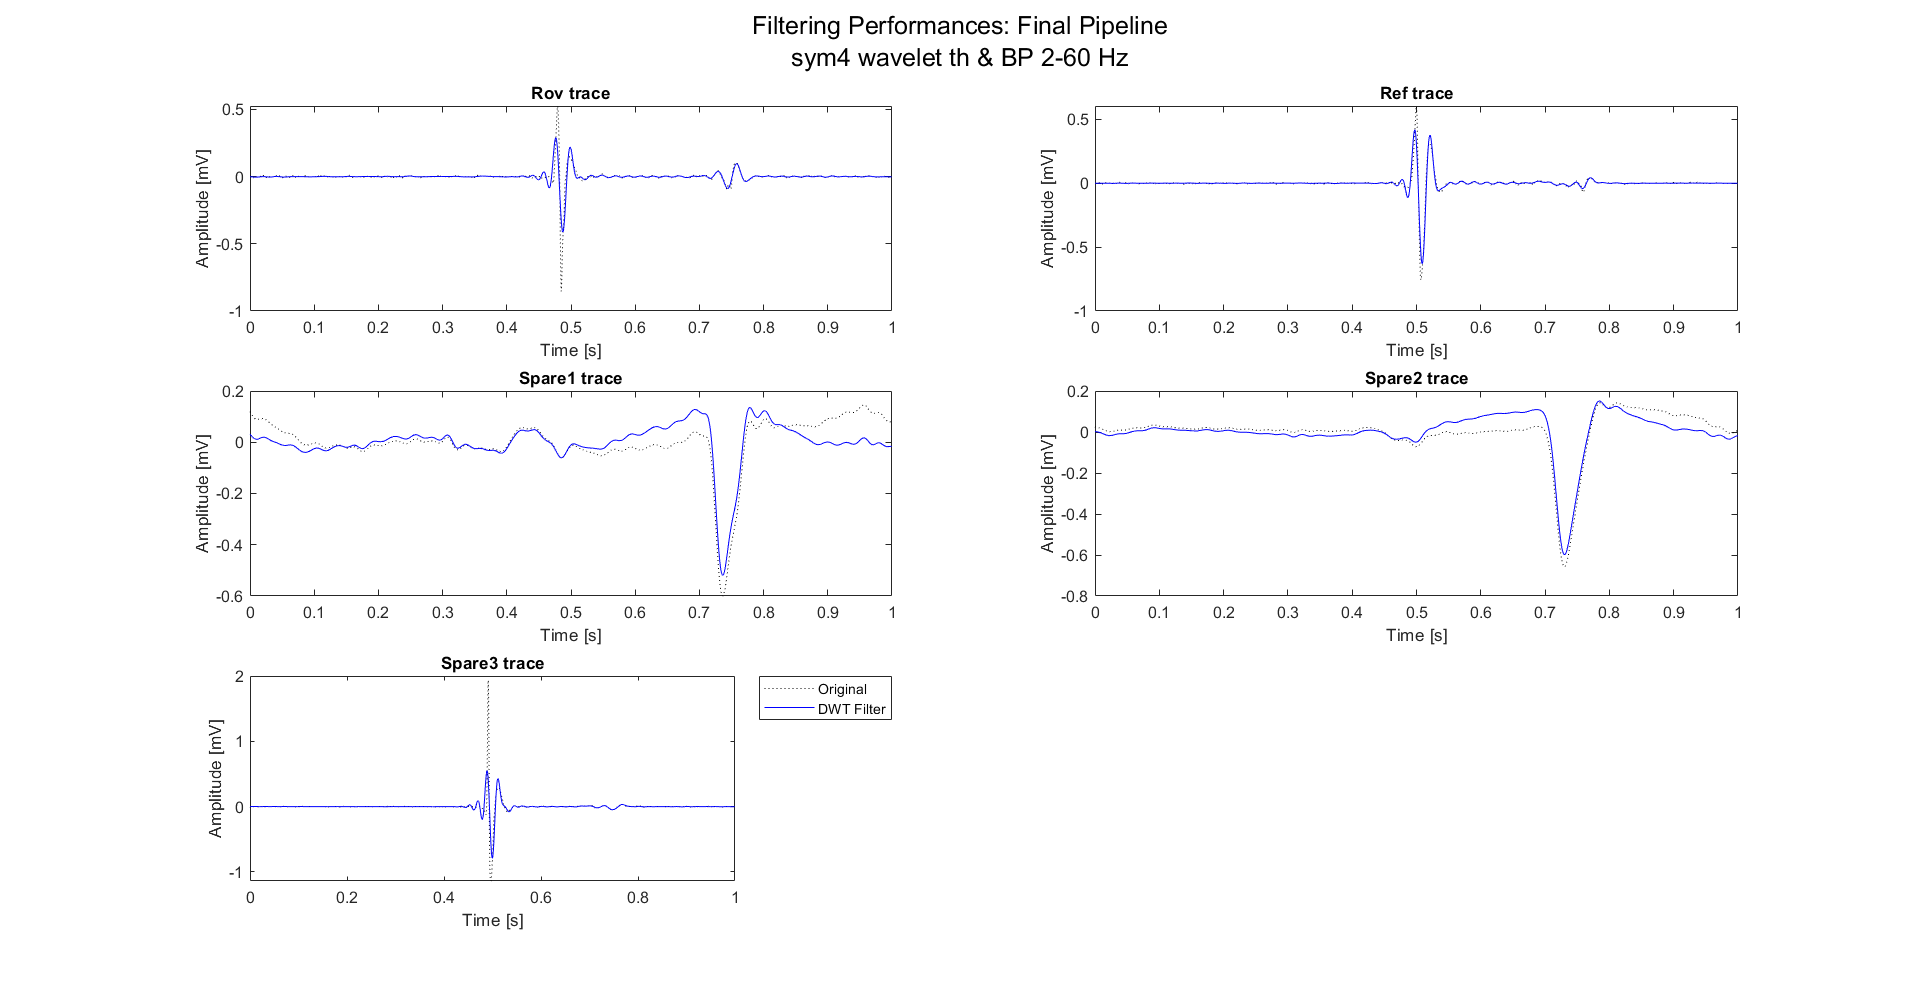 Filtering Performances: Final Pipeline
sym4 wavelet th & BP 2-60 Hz
Rov trace
0.5
0
-0.5
-1
Amplitude [mV]
0 0.1 0.2 0.3 0.4 0.5 0.6 0.7 0.8 0.9 1
Time [s]
Ref trace
0.5
0
-0.5
-1
Amplitude [mV]
0 0.1 0.2 0.3 0.4 0.5 0.6 0.7 0.8 0.9 1
Time [s]
Spare1 trace
0.2
0
-0.2
-0.4
-0.6
Amplitude [mV]
0 0.1 0.2 0.3 0.4 0.5 0.6 0.7 0.8 0.9 1
Time [s]
Spare2 trace
0.2
0
-0.2
-0.4
-0.6
-0.8
Amplitude [mV]
0 0.1 0.2 0.3 0.4 0.5 0.6 0.7 0.8 0.9 1
Time [s]
Spare3 trace
2
1
0
-1
Amplitude [mV]
0 0.2 0.4 0.6 0.8 1
Time [s]
Original
DWT Filter